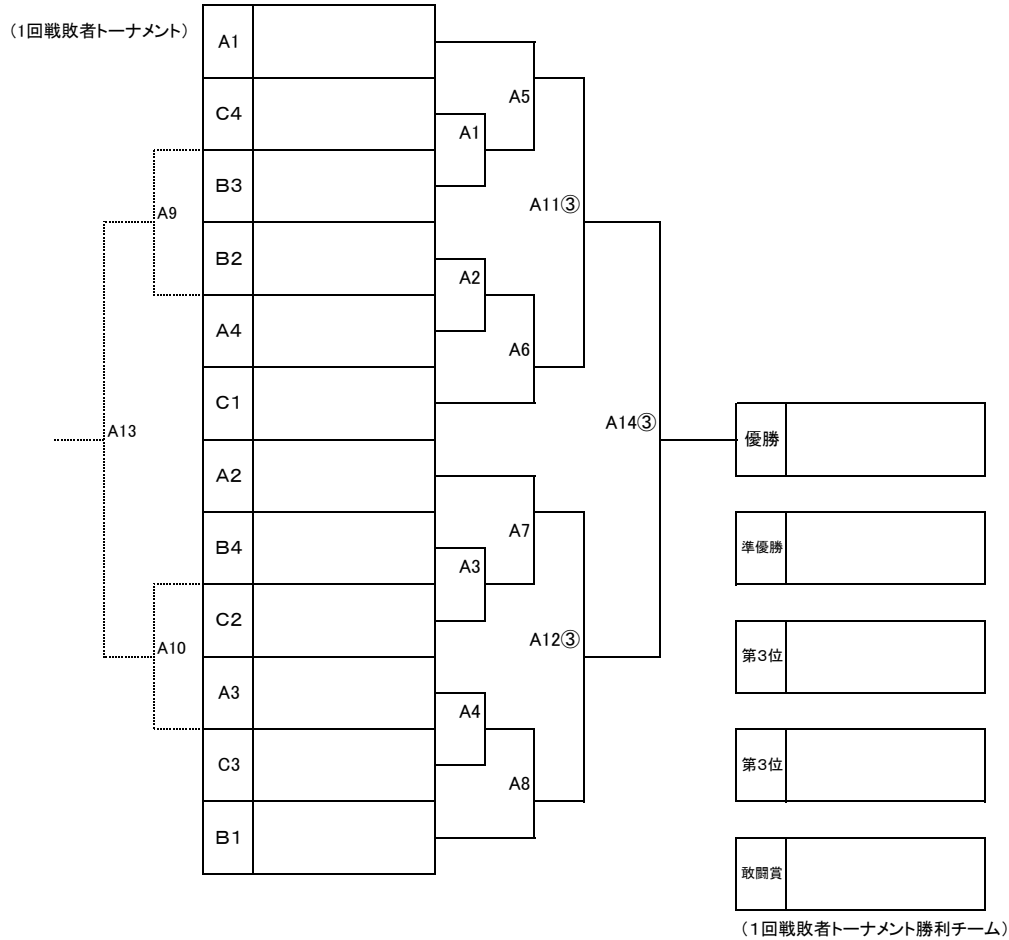 （1回戦敗者トーナメント）
A1
C4
B3
B2
A4
C1
A2
B4
C2
A3
C3
B1
A9
A13
A10
A1
A2
A3
A4
A5
A6
A7
A8
A11③
A12③
A14③
優勝
準優勝
第3位
第3位
敢闘賞
（1回戦敗者トーナメント勝利チーム）